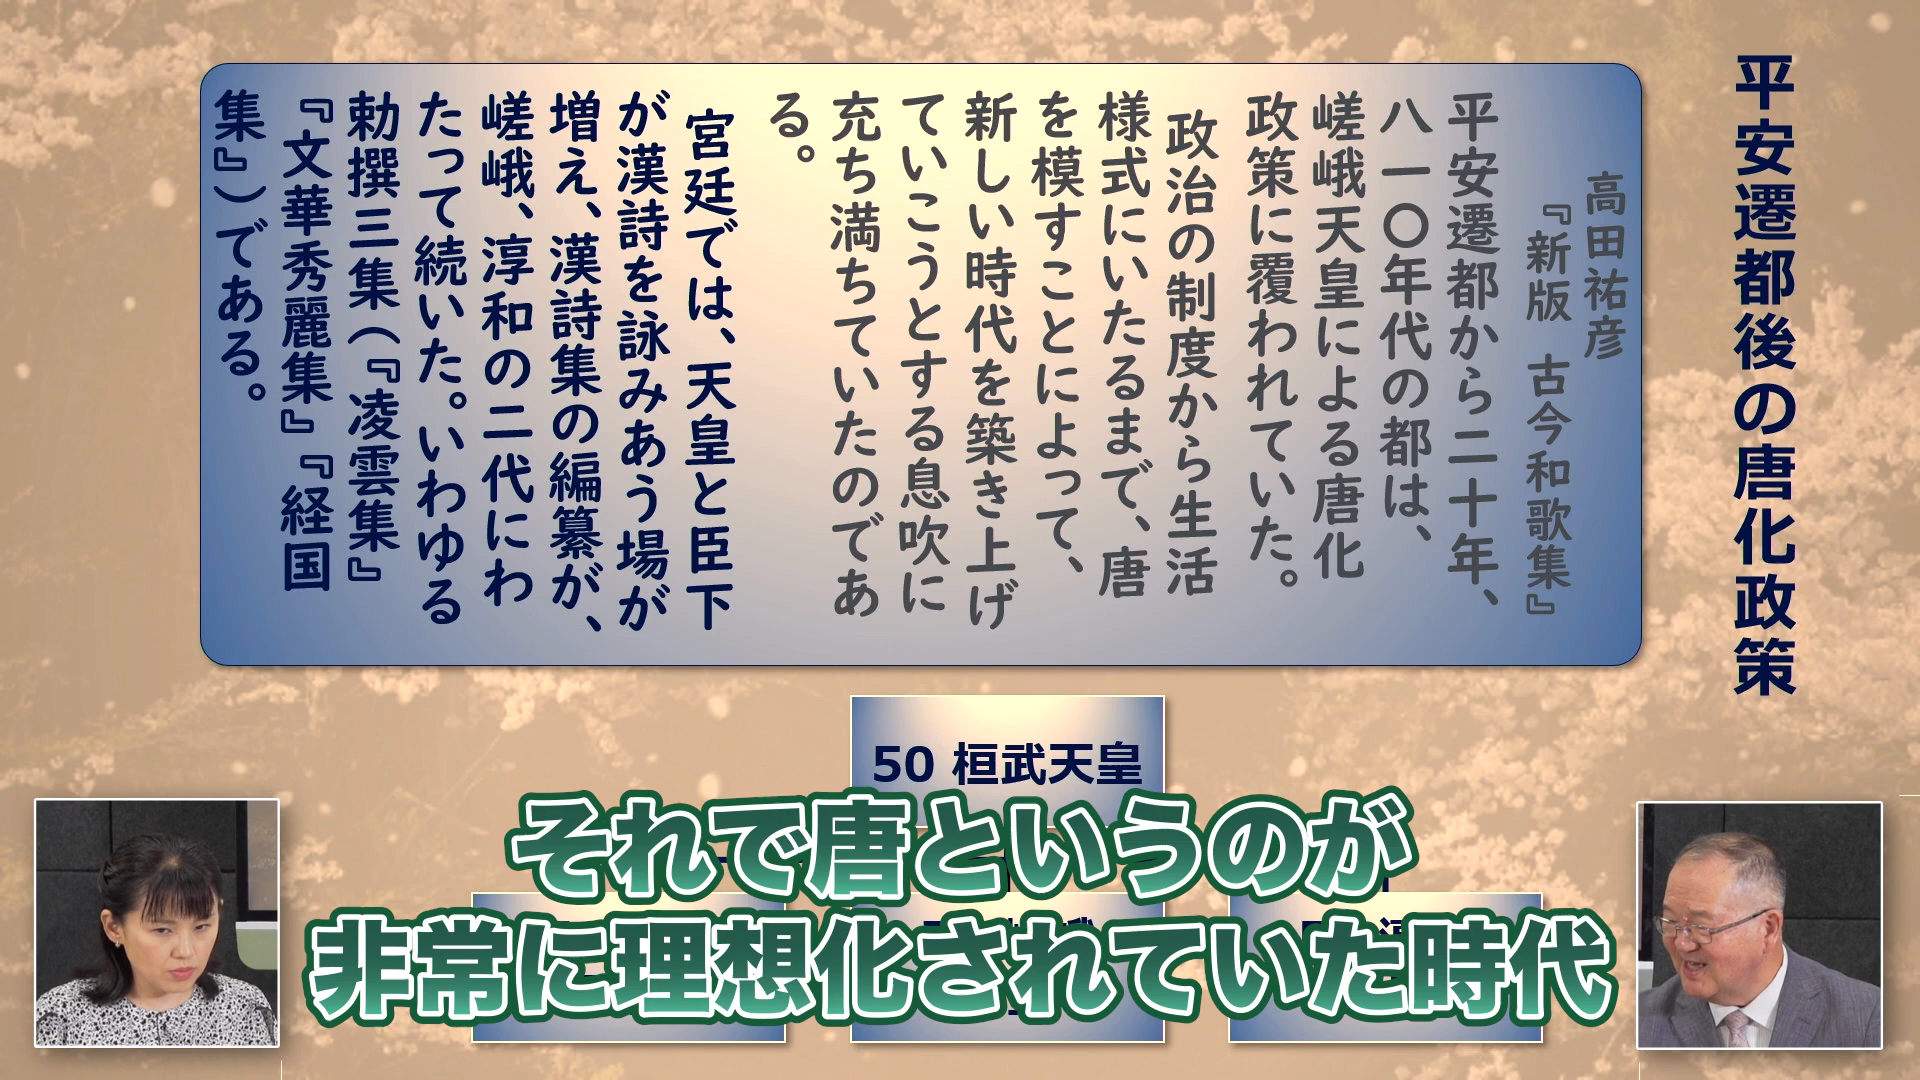 平安遷都後の唐化政策
高田祐彦
『新版 古今和歌集』
平安遷都から二十年、
八一〇年代の都は、
嵯峨天皇による唐化
政策に覆われていた。
政治の制度から生活
様式にいたるまで、唐
を模すことによって、
新しい時代を築き上げ
ていこうとする息吹に
充ち満ちていたのであ
る。
宮廷では、天皇と臣下
が漢詩を詠みあう場が
増え、漢詩集の編纂が、
嵯峨、淳和の二代にわ
たって続いた。いわゆる
勅撰三集(『凌雲集』
『文華秀麗集』『経国
集』)である。
50 桓武天皇
それで唐というのが
非常に理想化されていた時代